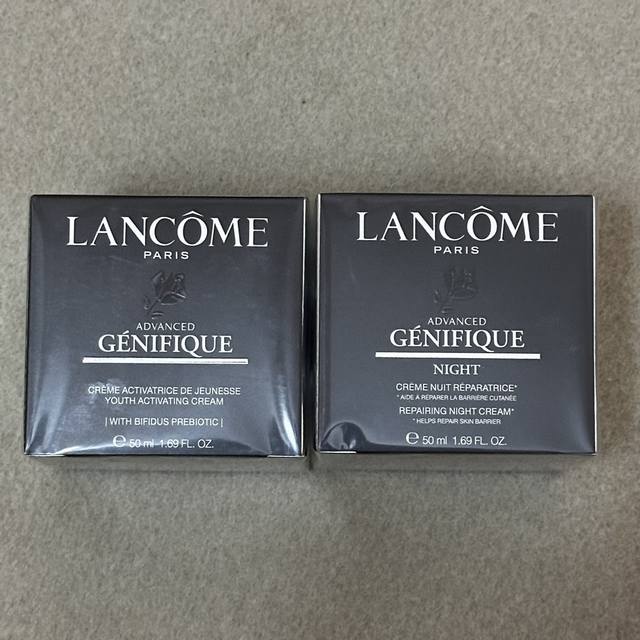 LANCÔME
PARIS
ADVANCED
GÉNIFIQUE
CRÈME ACTIVATRICE DE JEUNESSE
YOUTH ACTIVATING CREAM
| WITH BIFIDUS PREBIOTIC |
℮ 50 ml - 1.69 FL. OZ.
LANCÔME
PARIS
ADVANCED
GÉNIFIQUE
NIGHT
CRÈME NUIT RÉPARATRICE*
* AIDE À RÉPARER LA BARRIÈRE CUTANÉE
REPAIRING NIGHT CREAM*
* HELPS REPAIR SKIN BARRIER
℮ 50 ml 1.69 FL. OZ.